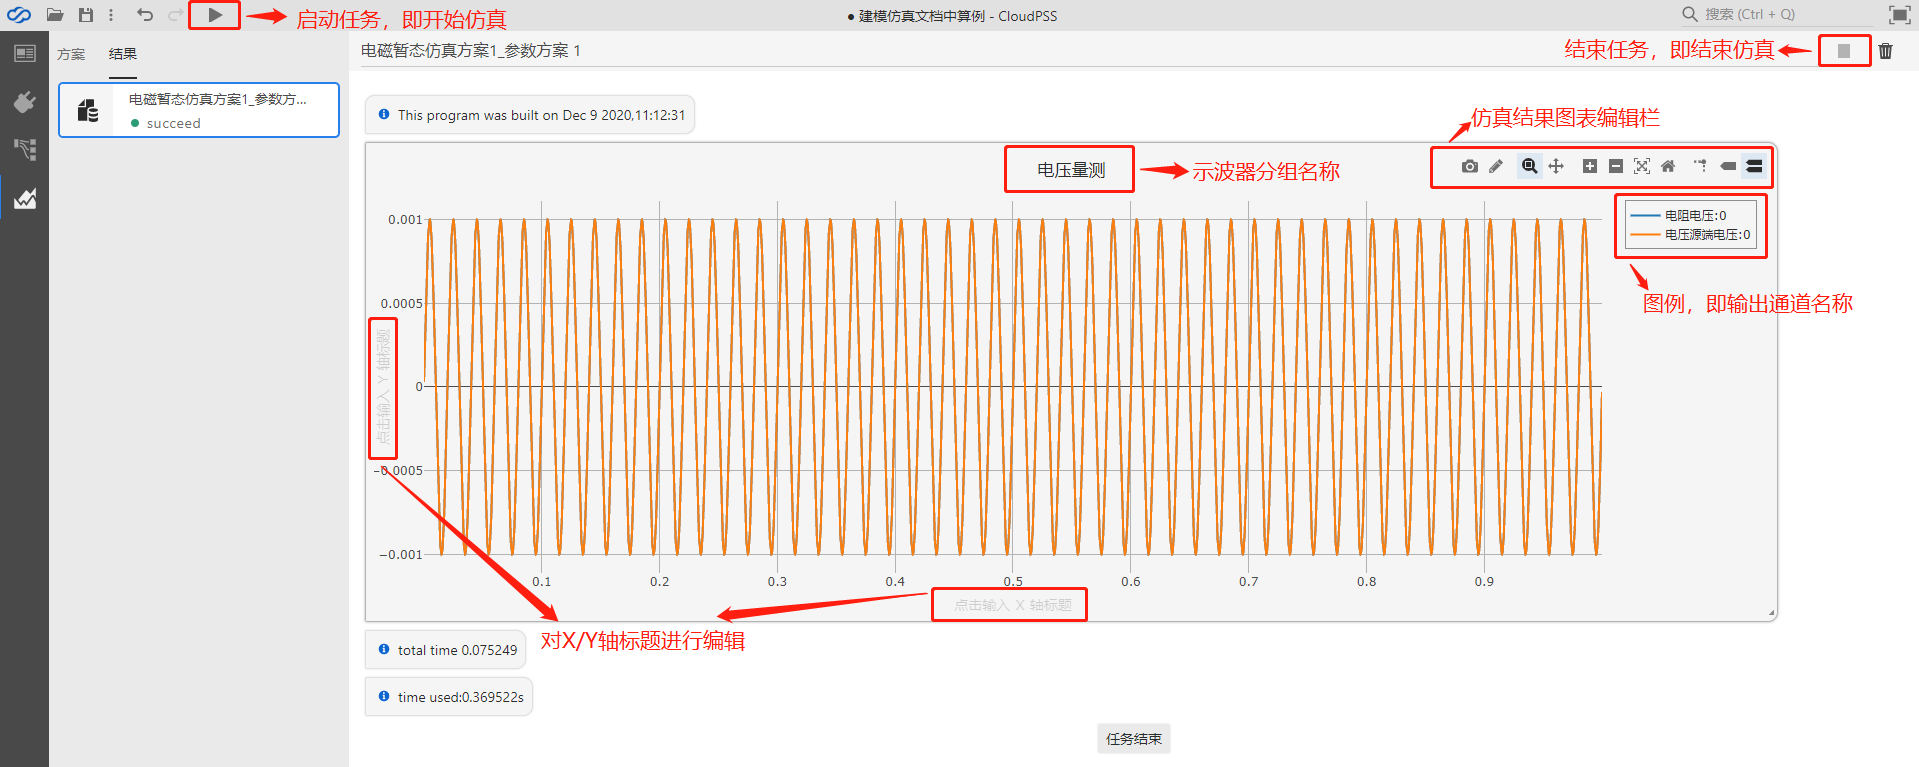 启动任务，即开始仿真
● 建模仿真文档中算例 - CloudPSS
搜索 (Ctrl + Q)
方案
结果
电磁暂态仿真方案1_参数方案 1
结束任务，即结束仿真
电磁暂态仿真方案1_参数方...
succeed
This program was built on Dec 9 2020,11:12:31
仿真结果图表编辑栏
电压量测
示波器分组名称
电阻电压:0
电压源端电压:0
图例，即输出通道名称
0.001
0.0005
0
−0.0005
−0.001
点击输入 Y 轴标题
0.1
0.2
0.3
0.4
0.5
0.6
0.7
0.8
0.9
点击输入 X 轴标题
对X/Y轴标题进行编辑
total time 0.075249
time used:0.369522s
任务结束